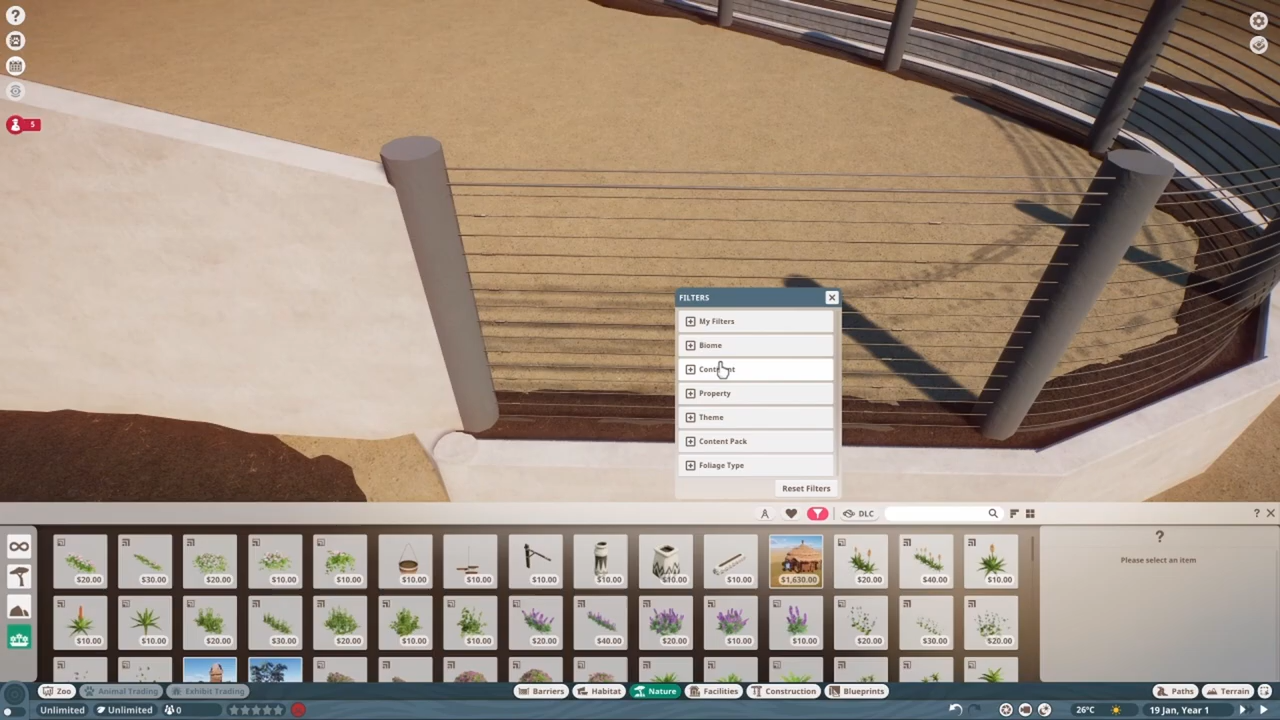 5
FILTERS
My Filters
Biome
Property
Theme
Content Pack
Foliage Type
Reset Filters
DLC
?
Please select an item
$20.00 $30.00 $20.00 $10.00 $10.00 $10.00 $10.00 $10.00 $10.00 $10.00 $10.00 $1,630.00 $20.00 $40.00 $10.00
$10.00 $10.00 $20.00 $30.00 $20.00 $10.00 $10.00 $20.00 $40.00 $20.00 $10.00 $10.00 $20.00 $30.00 $20.00
Zoo Animal Trading Exhibit Trading Barriers Habitat Nature Facilities Construction Blueprints Paths Terrain
Unlimited Unlimited 0 26°C 19 Jan, Year 1